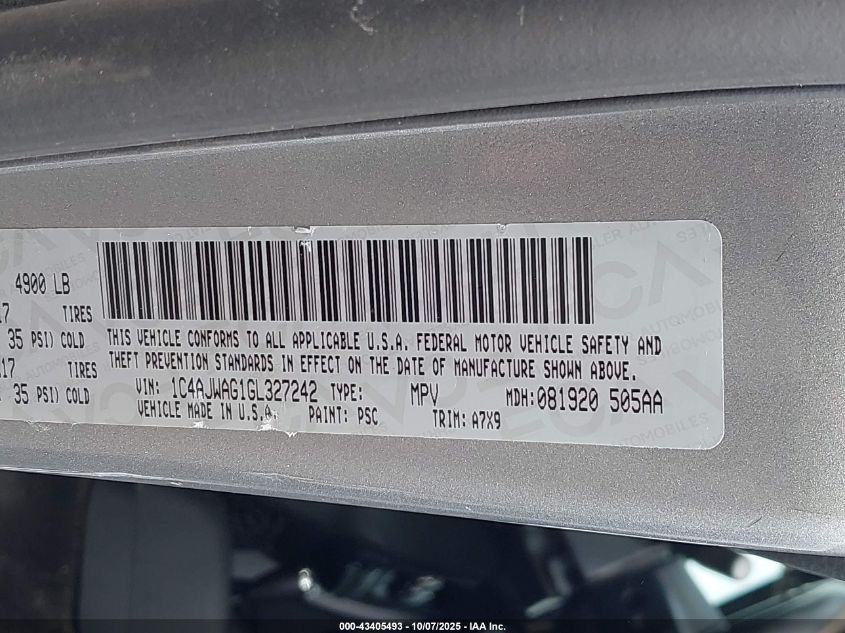 4900 LB
17 TIRES
35 PSI) COLD
17 TIRES
35 PSI) COLD
THIS VEHICLE CONFORMS TO ALL APPLICABLE U.S.A. FEDERAL MOTOR VEHICLE SAFETY AND
THEFT PREVENTION STANDARDS IN EFFECT ON THE DATE OF MANUFACTURE SHOWN ABOVE.
VIN: 1C4AJWAG1GL327242 TYPE: MPV MDH:081920 505AA
VEHICLE MADE IN U.S.A. PAINT: PSC TRIM: A7X9
000-43405493 - 10/07/2025 - IAA Inc.